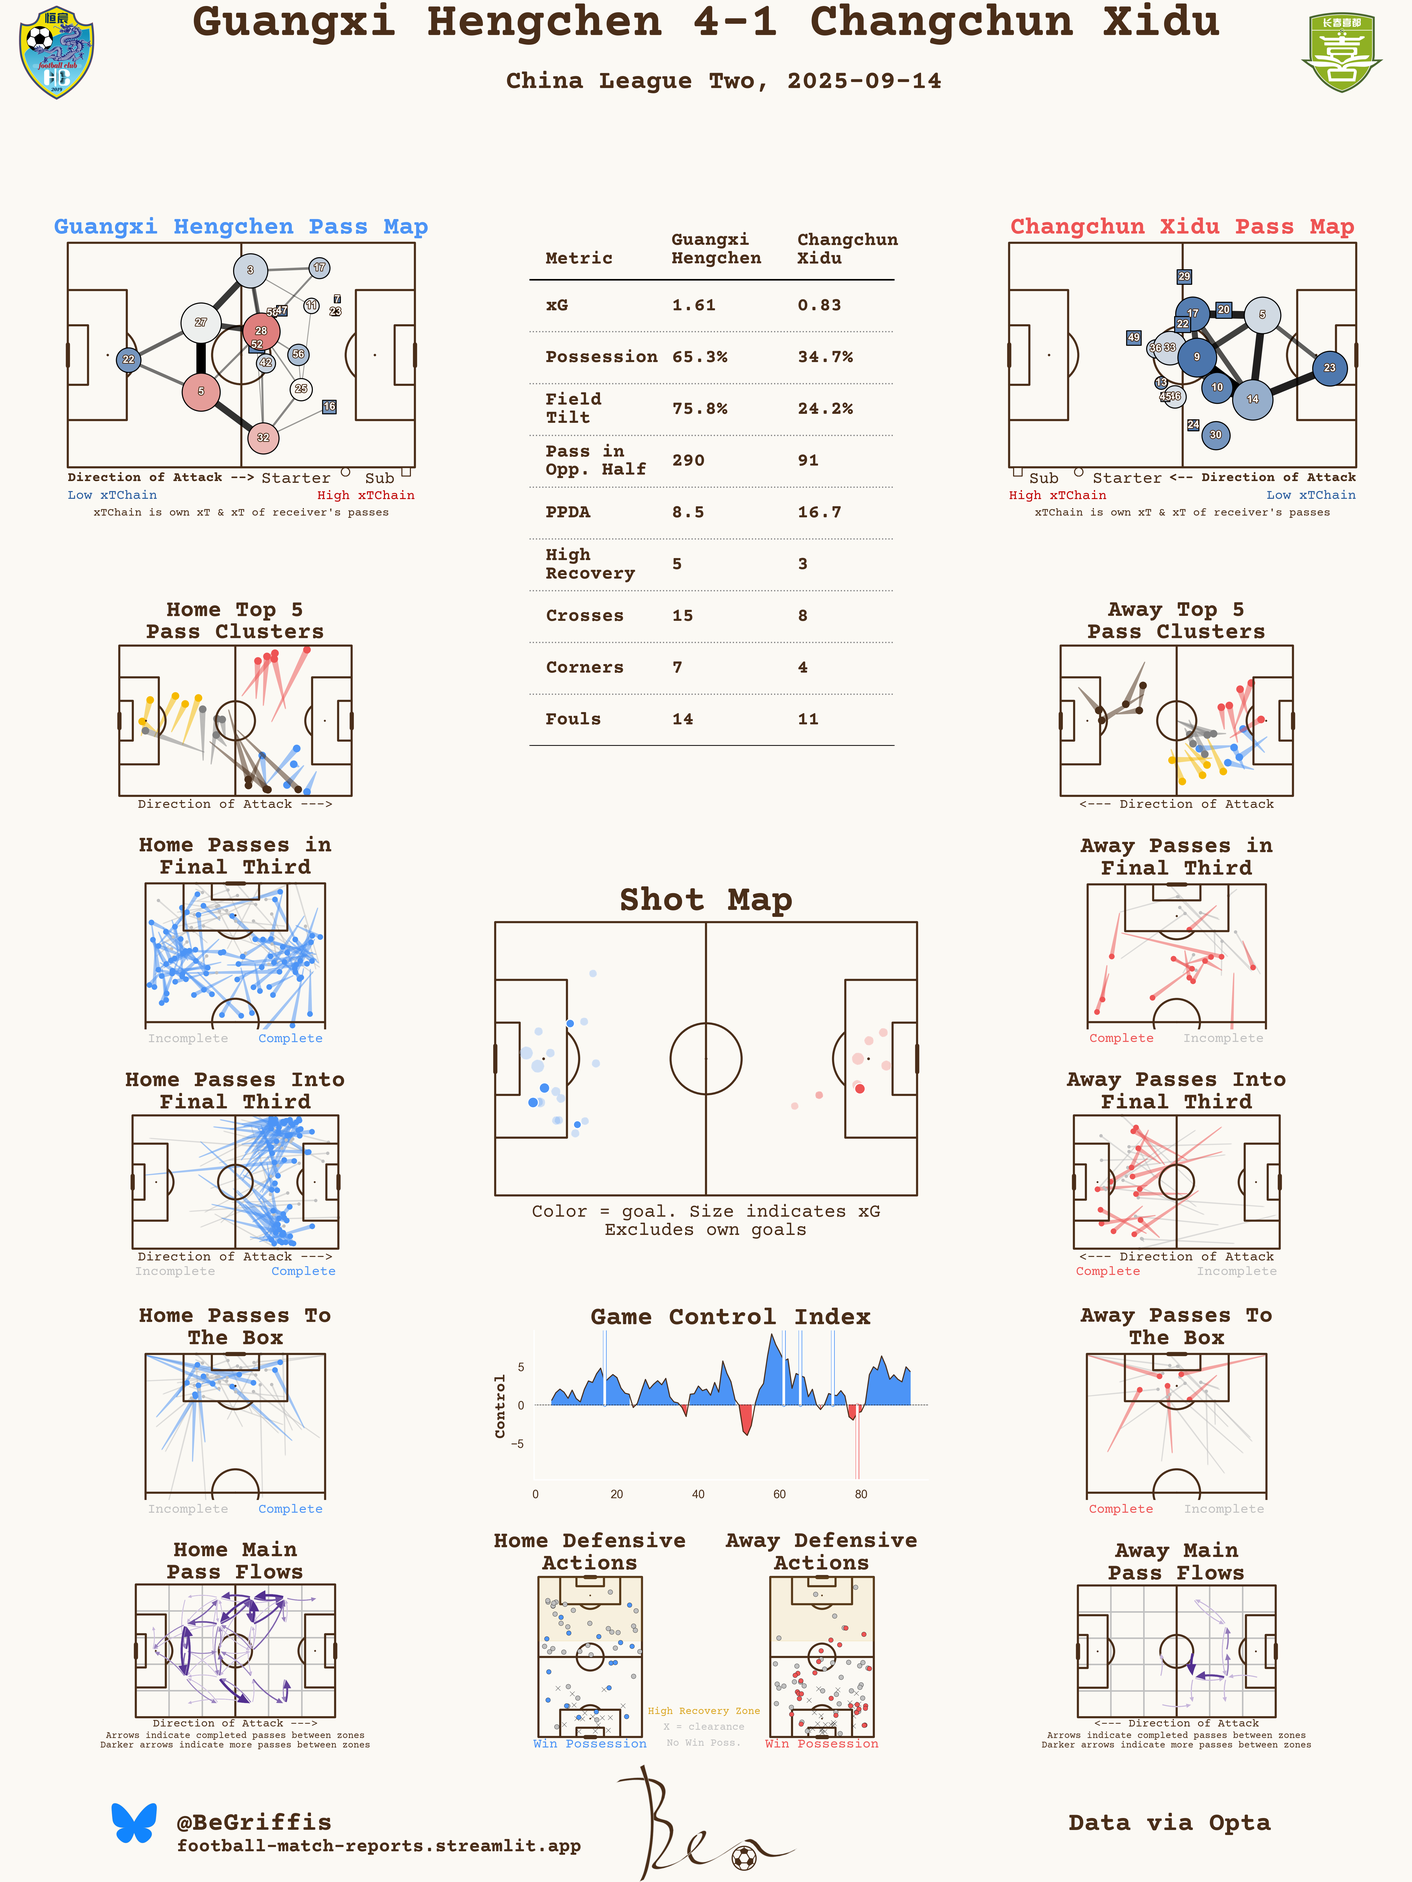 Guangxi Hengchen 4-1 Changchun Xidu
China League Two, 2025-09-14
恒宸
football club
HC
2019
长春喜都
喜
Guangxi Hengchen Pass Map
3
17
7
11
23
47
27
28
52
22
42
56
5
25
16
32
Direction of Attack --> Starter Sub
Low xTChain High xTChain
xTChain is own xT & xT of receiver's passes
Metric Guangxi Hengchen Changchun Xidu
xG 1.61 0.83
Possession 65.3% 34.7%
Field Tilt 75.8% 24.2%
Pass in Opp. Half 290 91
PPDA 8.5 16.7
High Recovery 5 3
Crosses 15 8
Corners 7 4
Fouls 14 11
Changchun Xidu Pass Map
29
17
20
5
22
49
36
33
9
23
13
10
14
24
30
Sub Starter <-- Direction of Attack
High xTChain Low xTChain
xTChain is own xT & xT of receiver's passes
Home Top 5
Pass Clusters
Direction of Attack --->
Away Top 5
Pass Clusters
<--- Direction of Attack
Home Passes in
Final Third
Incomplete Complete
Away Passes in
Final Third
Complete Incomplete
Shot Map
Color = goal. Size indicates xG
Excludes own goals
Home Passes Into
Final Third
Direction of Attack --->
Incomplete Complete
Away Passes Into
Final Third
<--- Direction of Attack
Complete Incomplete
Home Passes To
The Box
Incomplete Complete
Game Control Index
Control
5
0
−5
0 20 40 60 80
Away Passes To
The Box
Complete Incomplete
Home Main
Pass Flows
Direction of Attack --->
Arrows indicate completed passes between zones
Darker arrows indicate more passes between zones
Home Defensive
Actions
Win Possession
High Recovery Zone
X = clearance
No Win Poss.
Away Defensive
Actions
Win Possession
Away Main
Pass Flows
<--- Direction of Attack
Arrows indicate completed passes between zones
Darker arrows indicate more passes between zones
@BeGriffis
football-match-reports.streamlit.app
Ben
Data via Opta